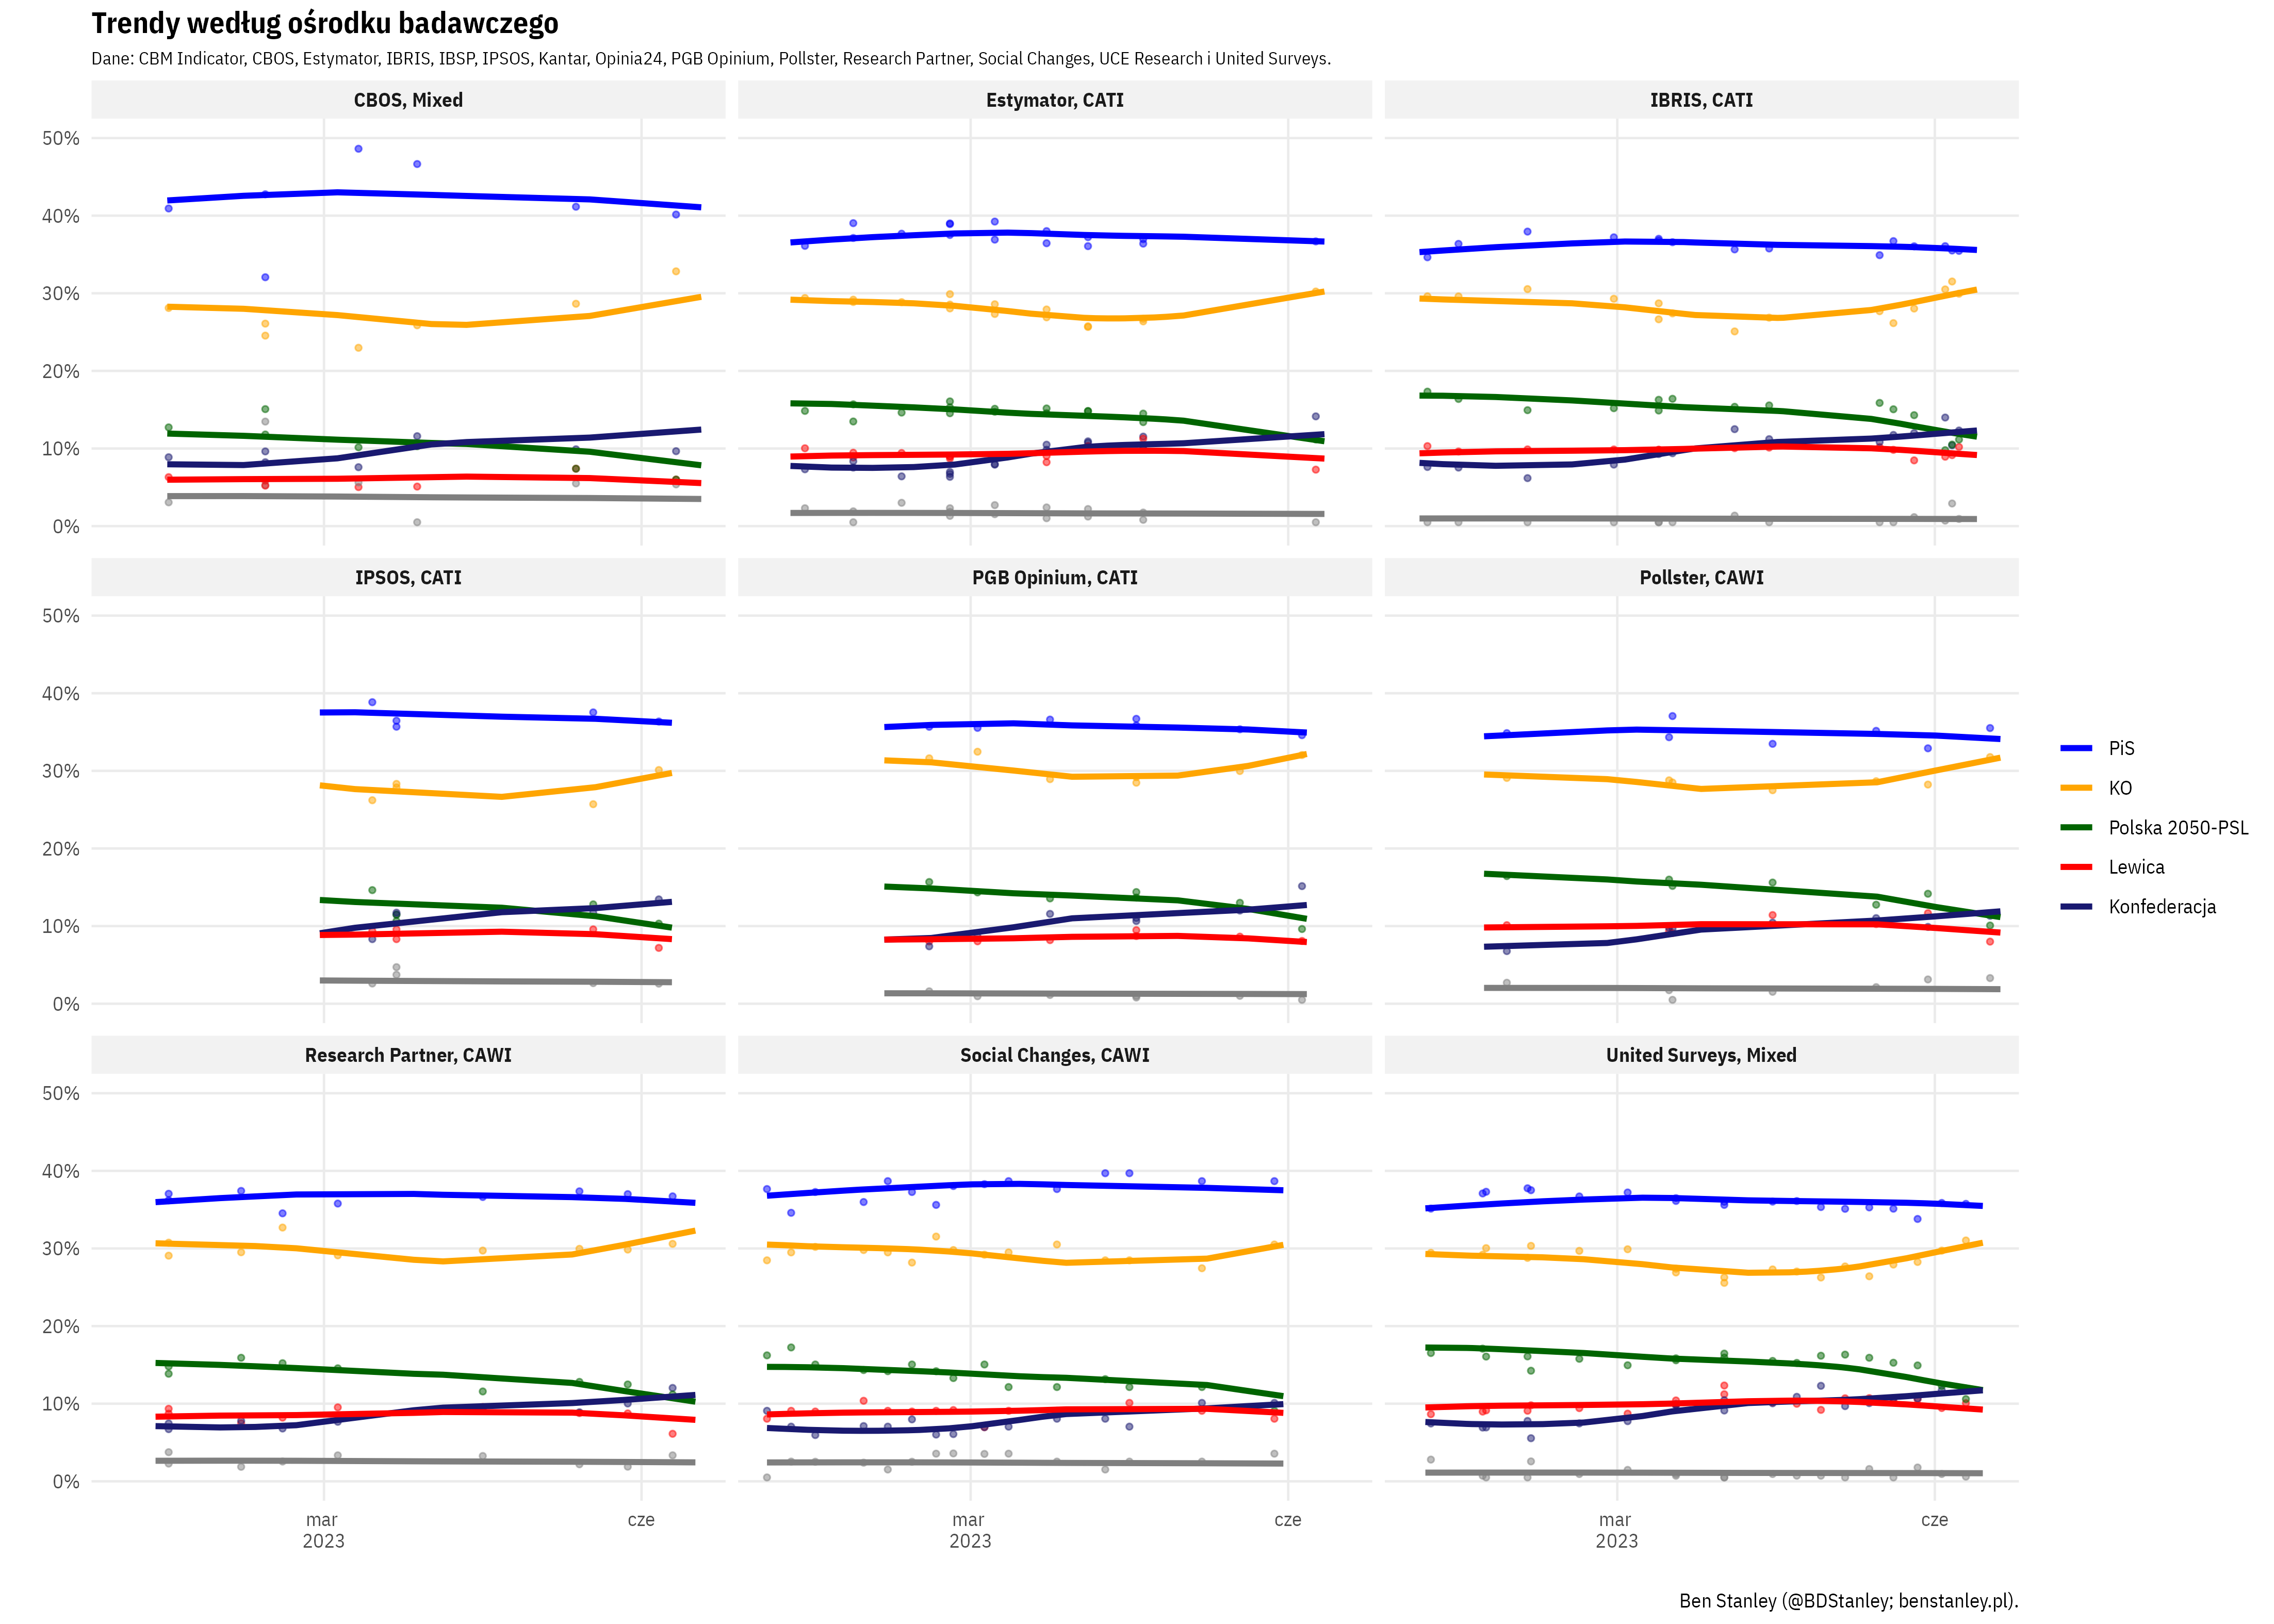 Trendy według ośrodku badawczego
Dane: CBM Indicator, CBOS, Estymator, IBRIS, IBSP, IPSOS, Kantar, Opinia24, PGB Opinium, Pollster, Research Partner, Social Changes, UCE Research i United Surveys.
CBOS, Mixed
Estymator, CATI
IBRIS, CATI
50%
40%
30%
20%
10%
0%
IPSOS, CATI
PGB Opinium, CATI
Pollster, CAWI
50%
40%
30%
20%
10%
0%
Research Partner, CAWI
Social Changes, CAWI
United Surveys, Mixed
50%
40%
30%
20%
10%
0%
mar
2023
cze
mar
2023
cze
mar
2023
cze
PiS
KO
Polska 2050-PSL
Lewica
Konfederacja
Ben Stanley (@BDStanley; benstanley.pl).